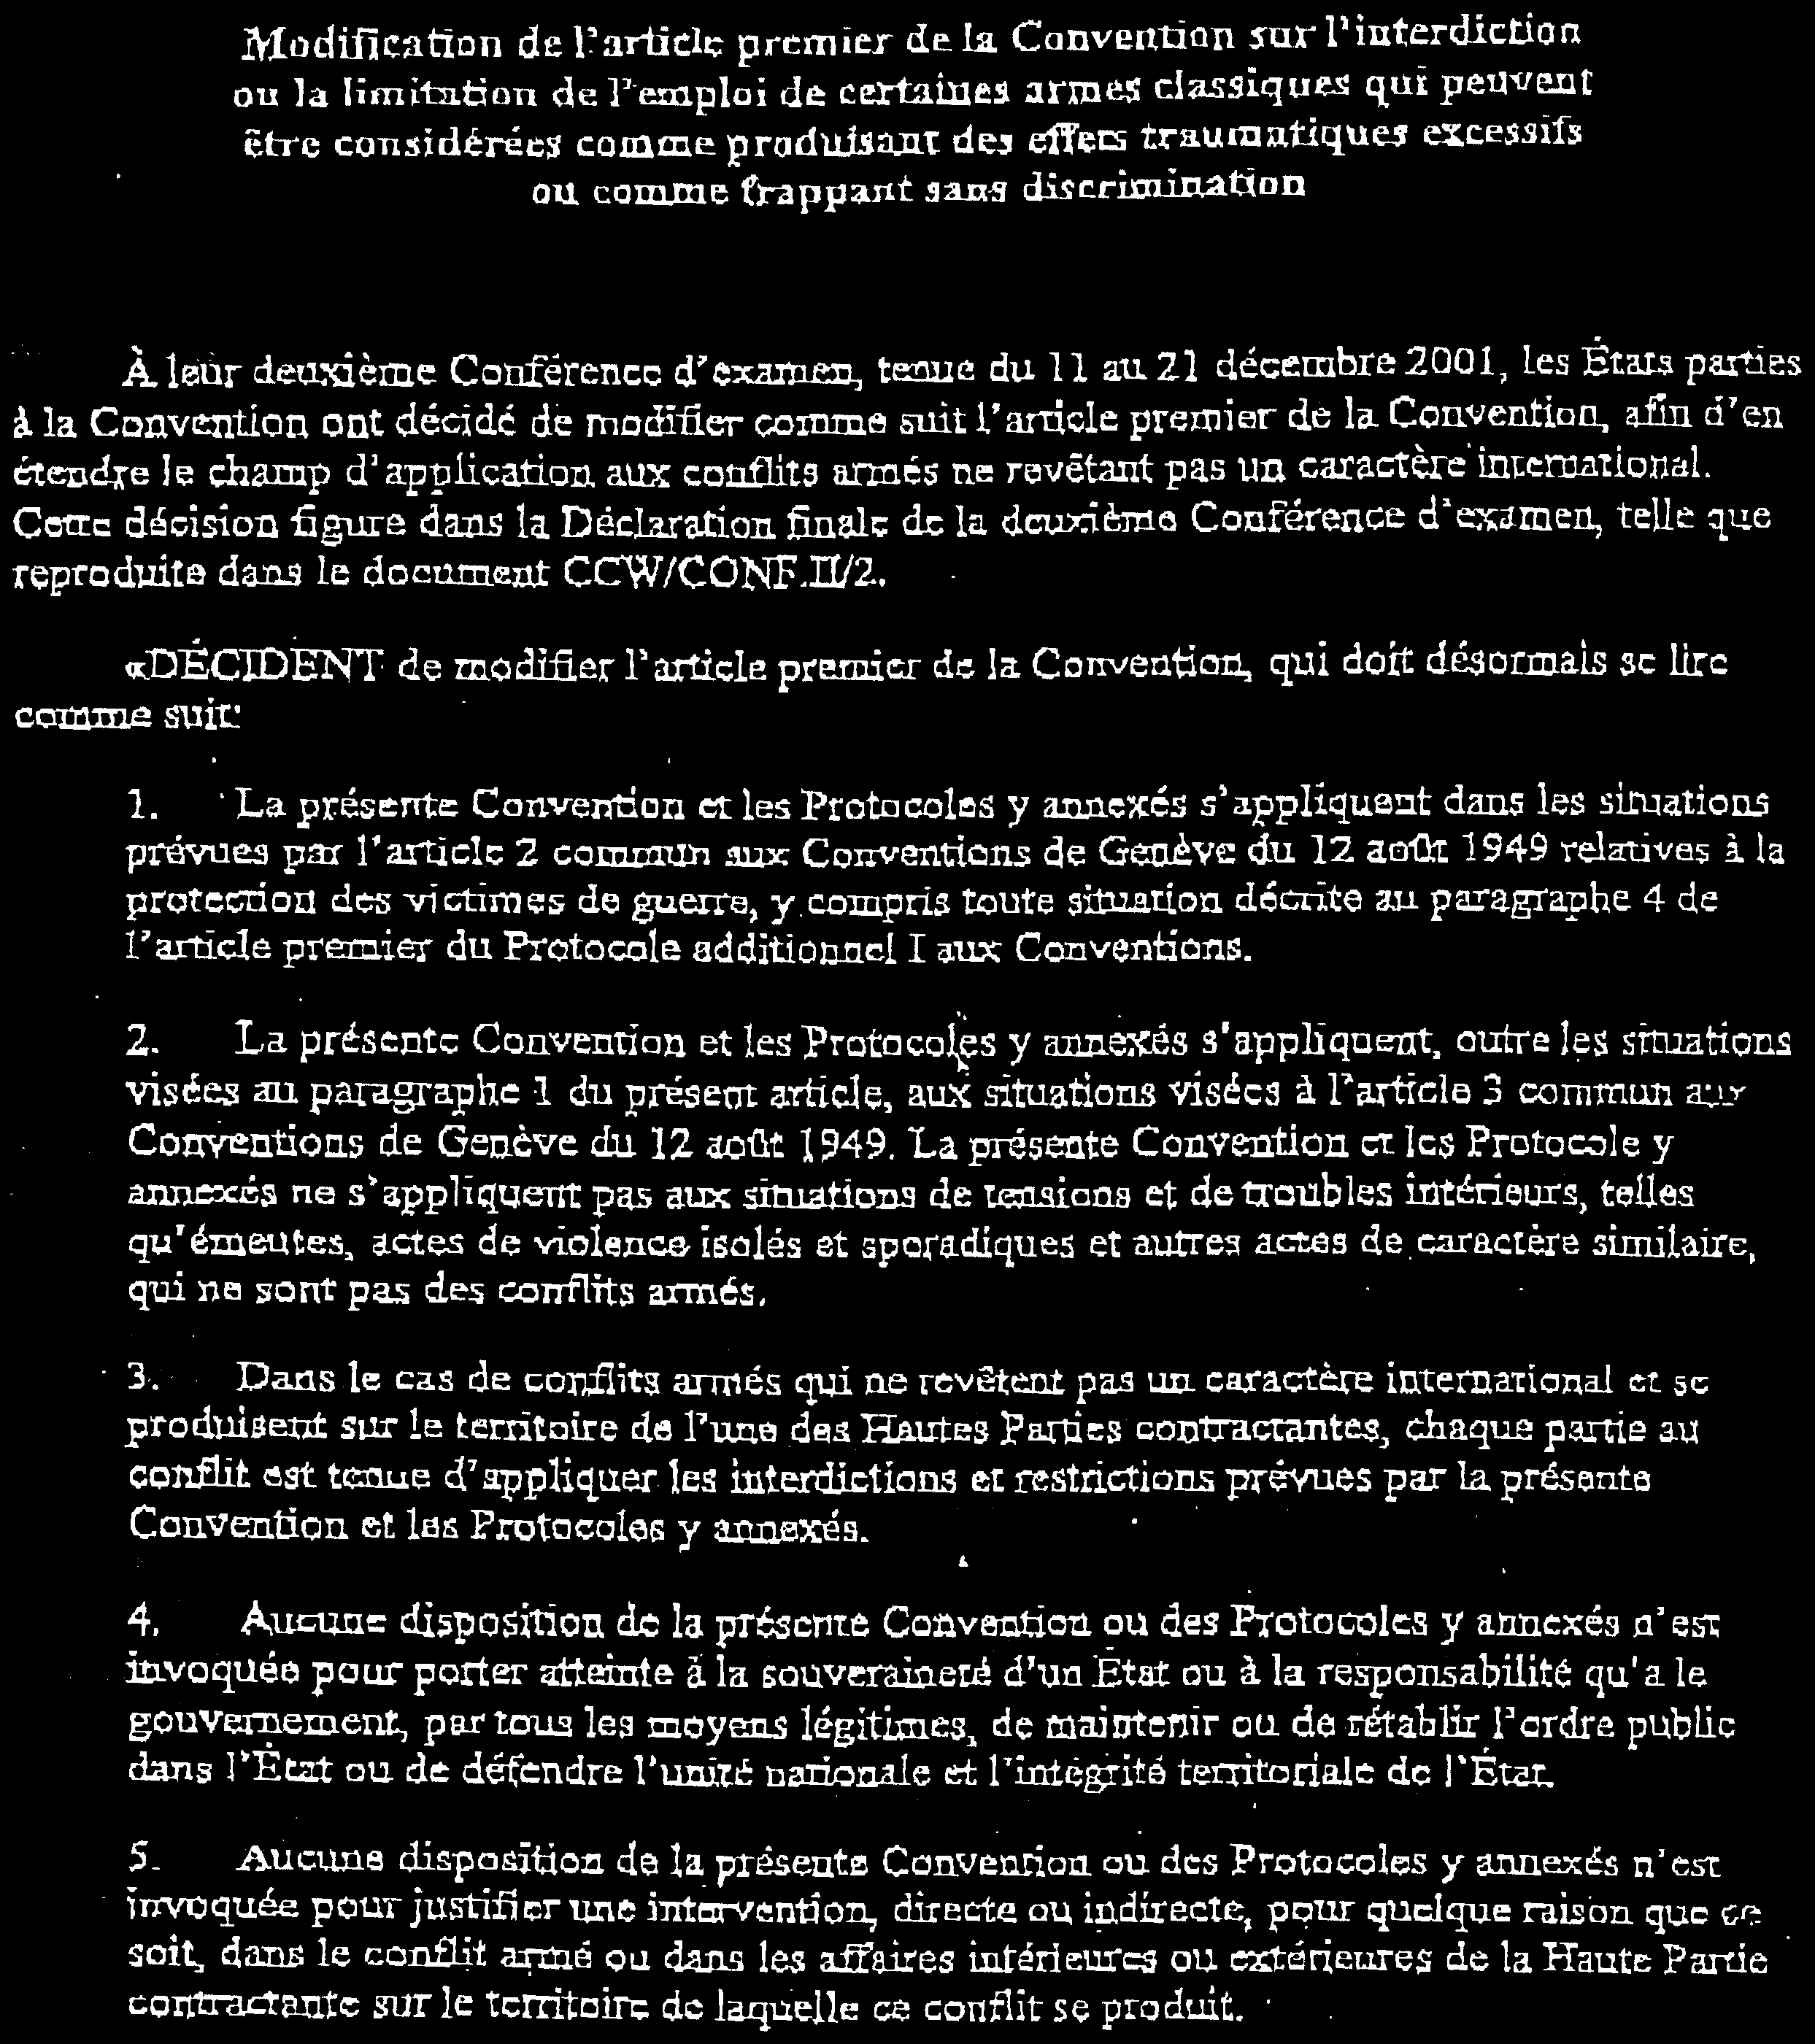 Modification de l'article premier de la Convention sur l'interdiction
ou la limitation de l'emploi de certaines armes classiques qui peuvent
être considérées comme produisant des effets traumatiques excessifs
ou comme frappant sans discrimination
À leur deuxième Conférence d'examen, tenue du 11 au 21 décembre 2001, les États parties
à la Convention ont décidé de modifier comme suit l'article premier de la Convention, afin d'en
étendre le champ d'application aux conflits armés ne revêtant pas un caractère international.
Cette décision figure dans la Déclaration finale de la deuxième Conférence d'examen, telle que
reproduite dans le document CCW/CONF.II/2.
«DÉCIDENT de modifier l'article premier de la Convention, qui doit désormais se lire
comme suit:
1. La présente Convention et les Protocoles y annexés s'appliquent dans les situations
prévues par l'article 2 commun aux Conventions de Genève du 12 août 1949 relatives à la
protection des victimes de guerre, y compris toute situation décrite au paragraphe 4 de
l'article premier du Protocole additionnel I aux Conventions.
2. La présente Convention et les Protocoles y annexés s'appliquent, outre les situations
visées au paragraphe 1 du présent article, aux situations visées à l'article 3 commun aux
Conventions de Genève du 12 août 1949. La présente Convention et les Protocole y
annexés ne s'appliquent pas aux situations de tensions et de troubles intérieurs, telles
qu'émeutes, actes de violence isolés et sporadiques et autres actes de caractère similaire,
qui ne sont pas des conflits armés.
3. Dans le cas de conflits armés qui ne revêtent pas un caractère international et se
produisent sur le territoire de l'une des Hautes Parties contractantes, chaque partie au
conflit est tenue d'appliquer les interdictions et restrictions prévues par la présente
Convention et les Protocoles y annexés.
4. Aucune disposition de la présente Convention ou des Protocoles y annexés n'est
invoquée pour porter atteinte à la souveraineté d'un État ou à la responsabilité qu'a le
gouvernement, par tous les moyens légitimes, de maintenir ou de rétablir l'ordre public
dans l'État ou de défendre l'unité nationale et l'intégrité territoriale de l'État.
5. Aucune disposition de la présente Convention ou des Protocoles y annexés n'est
invoquée pour justifier une intervention, directe ou indirecte, pour quelque raison que ce
soit, dans le conflit armé ou dans les affaires intérieures ou extérieures de la Haute Partie
contractante sur le territoire de laquelle ce conflit se produit.